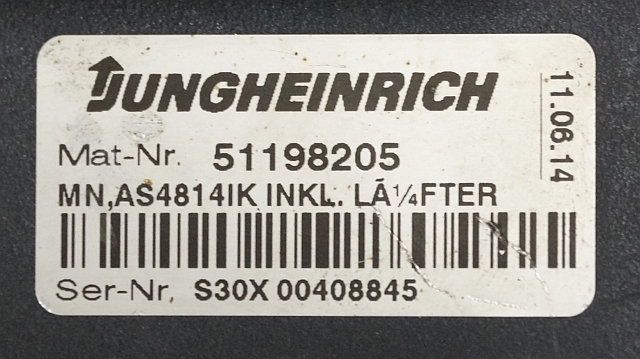 JUNGHEINRICH
11.06.14
Mat-Nr. 51198205
MN,AS4814IK INKL. LÃ¼FTER
Ser-Nr. S30X 00408845